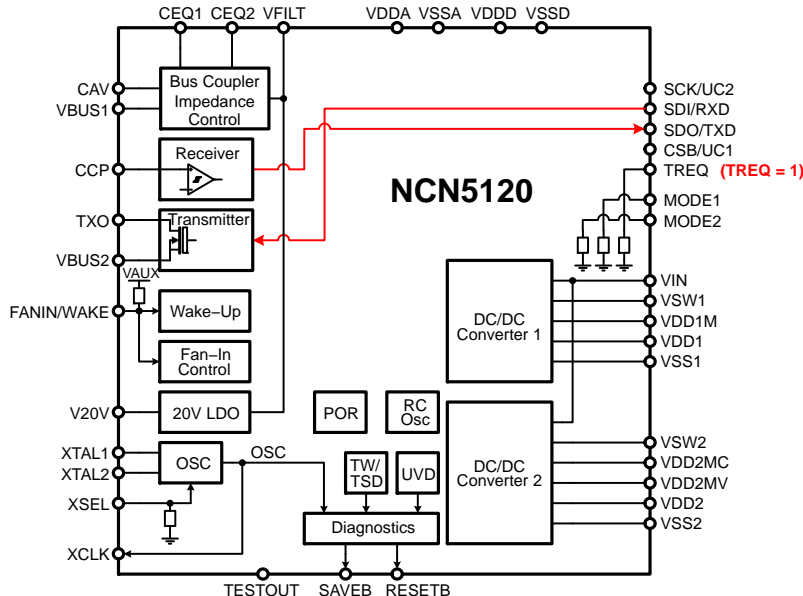 CEQ1 CEQ2 VFILT VDDA VSSA VDDD VSSD
CAV
VBUS1
Bus Coupler
Impedance
Control
SCK/UC2
SDI/RXD
SDO/TXD
CSB/UC1
TREQ (TREQ = 1)
MODE1
MODE2
CCP
Receiver
NCN5120
TXO
Transmitter
VBUS2
VAUX
FANIN/WAKE
Wake−Up
Fan−In
Control
DC/DC
Converter 1
VIN
VSW1
VDD1M
VDD1
VSS1
V20V
20V LDO
POR
RC
Osc
XTAL1
XTAL2
OSC
OSC
XSEL
TW/
TSD
UVD
DC/DC
Converter 2
VSW2
VDD2MC
VDD2MV
VDD2
VSS2
Diagnostics
XCLK
TESTOUT SAVEB RESETB